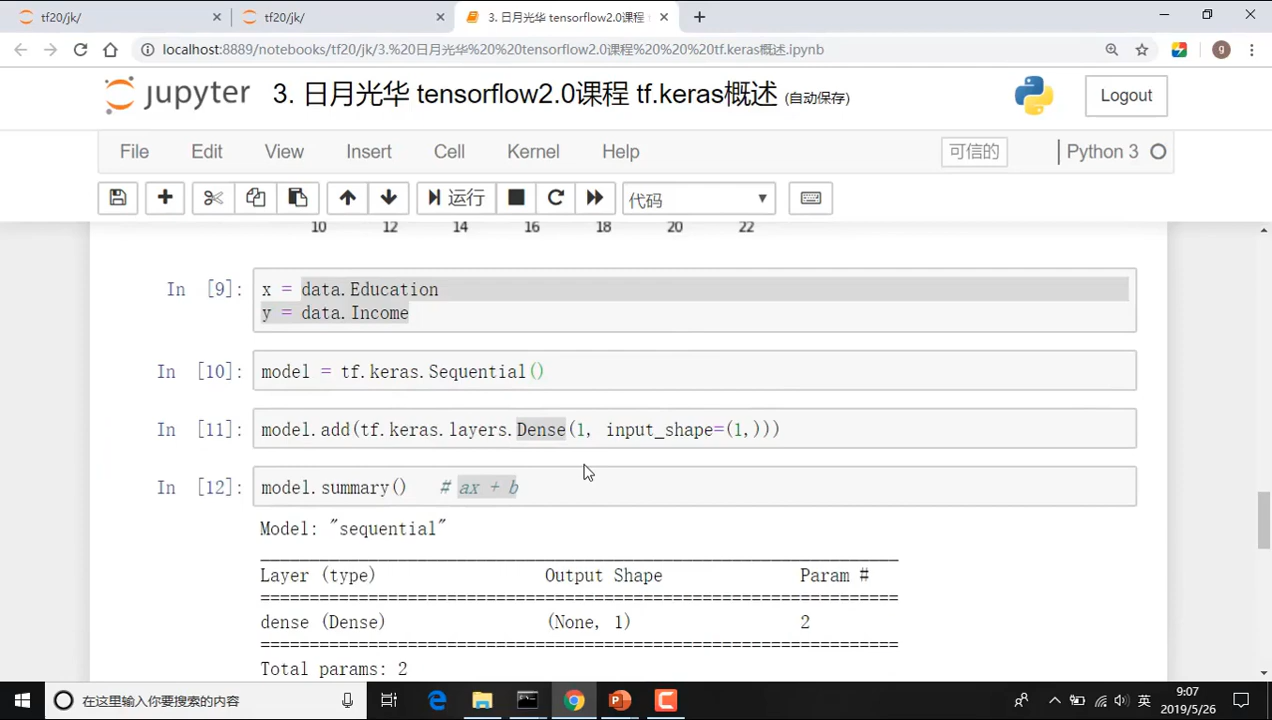 tf20/jk/
tf20/jk/
3. 日月光华 tensorflow2.0课程
localhost:8889/notebooks/tf20/jk/3.%20日月光华%20%20tensorflow2.0课程%20%20%20tf.keras概述.ipynb
g
jupyter
3. 日月光华 tensorflow2.0课程 tf.keras概述 (自动保存)
Logout
File Edit View Insert Cell Kernel Help
可信的
Python 3
运行
代码
10 12 14 16 18 20 22
In [9]: x = data.Education
y = data.Income
In [10]: model = tf.keras.Sequential()
In [11]: model.add(tf.keras.layers.Dense(1, input_shape=(1,)))
In [12]: model.summary() # ax + b
Model: "sequential"
Layer (type) Output Shape Param #
=================================================================
dense (Dense) (None, 1) 2
=================================================================
Total params: 2
在这里输入你要搜索的内容
英
9:07
2019/5/26